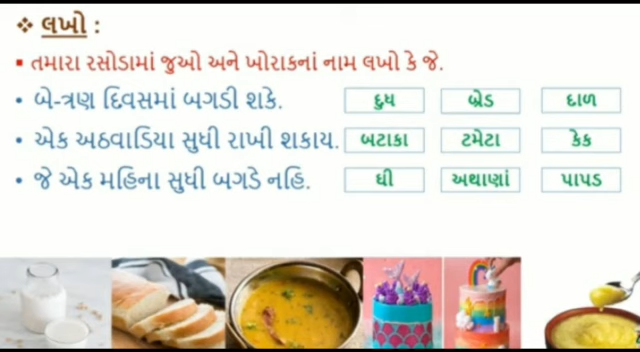 ❖ લખો :
▪ તમારા રસોડામાં જુઓ અને ખોરાકનાં નામ લખો કે જે.
• બે-ત્રણ દિવસમાં બગડી શકે. દુધ બ્રેડ દાળ
• એક અઠવાડિયા સુધી રાખી શકાય. બટાકા ટમેટા કેક
• જે એક મહિના સુધી બગડે નહિ. ઘી અથાણાં પાપડ